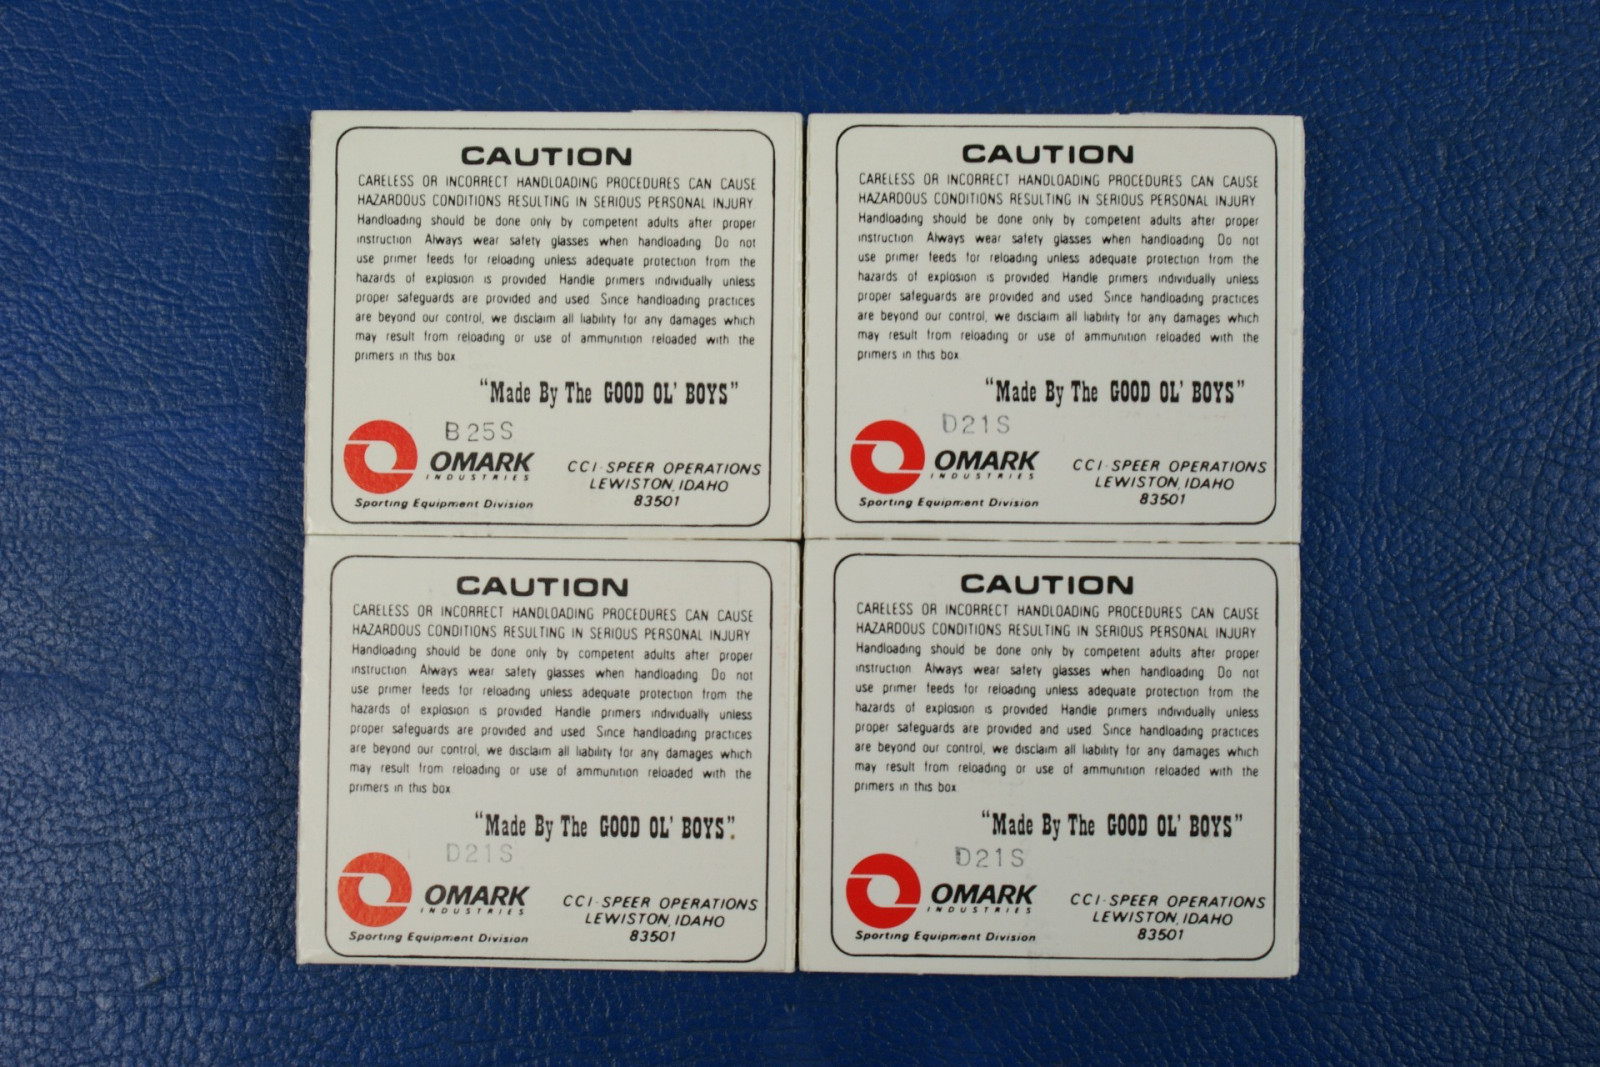 CAUTION
CARELESS OR INCORRECT HANDLOADING PROCEDURES CAN CAUSE
HAZARDOUS CONDITIONS RESULTING IN SERIOUS PERSONAL INJURY
Handloading should be done only by competent adults after proper
instruction Always wear safety glasses when handloading Do not
use primer feeds for reloading unless adequate protection from the
hazards of explosion is provided Handle primers individually unless
proper safeguards are provided and used Since handloading practices
are beyond our control, we disclaim all liability for any damages which
may result from reloading or use of ammunition reloaded with the
primers in this box
"Made By The GOOD OL' BOYS"
B25S
OMARK
INDUSTRIES
Sporting Equipment Division
CCI-SPEER OPERATIONS
LEWISTON, IDAHO
83501
CAUTION
CARELESS OR INCORRECT HANDLOADING PROCEDURES CAN CAUSE
HAZARDOUS CONDITIONS RESULTING IN SERIOUS PERSONAL INJURY
Handloading should be done only by competent adults after proper
instruction Always wear safety glasses when handloading Do not
use primer feeds for reloading unless adequate protection from the
hazards of explosion is provided Handle primers individually unless
proper safeguards are provided and used Since handloading practices
are beyond our control, we disclaim all liability for any damages which
may result from reloading or use of ammunition reloaded with the
primers in this box
"Made By The GOOD OL' BOYS"
D21S
OMARK
INDUSTRIES
Sporting Equipment Division
CCI-SPEER OPERATIONS
LEWISTON, IDAHO
83501
CAUTION
CARELESS OR INCORRECT HANDLOADING PROCEDURES CAN CAUSE
HAZARDOUS CONDITIONS RESULTING IN SERIOUS PERSONAL INJURY
Handloading should be done only by competent adults after proper
instruction Always wear safety glasses when handloading Do not
use primer feeds for reloading unless adequate protection from the
hazards of explosion is provided Handle primers individually unless
proper safeguards are provided and used Since handloading practices
are beyond our control, we disclaim all liability for any damages which
may result from reloading or use of ammunition reloaded with the
primers in this box
"Made By The GOOD OL' BOYS"
D21S
OMARK
INDUSTRIES
Sporting Equipment Division
CCI-SPEER OPERATIONS
LEWISTON, IDAHO
83501
CAUTION
CARELESS OR INCORRECT HANDLOADING PROCEDURES CAN CAUSE
HAZARDOUS CONDITIONS RESULTING IN SERIOUS PERSONAL INJURY
Handloading should be done only by competent adults after proper
instruction Always wear safety glasses when handloading Do not
use primer feeds for reloading unless adequate protection from the
hazards of explosion is provided Handle primers individually unless
proper safeguards are provided and used Since handloading practices
are beyond our control, we disclaim all liability for any damages which
may result from reloading or use of ammunition reloaded with the
primers in this box
"Made By The GOOD OL' BOYS"
D21S
OMARK
INDUSTRIES
Sporting Equipment Division
CCI-SPEER OPERATIONS
LEWISTON, IDAHO
83501